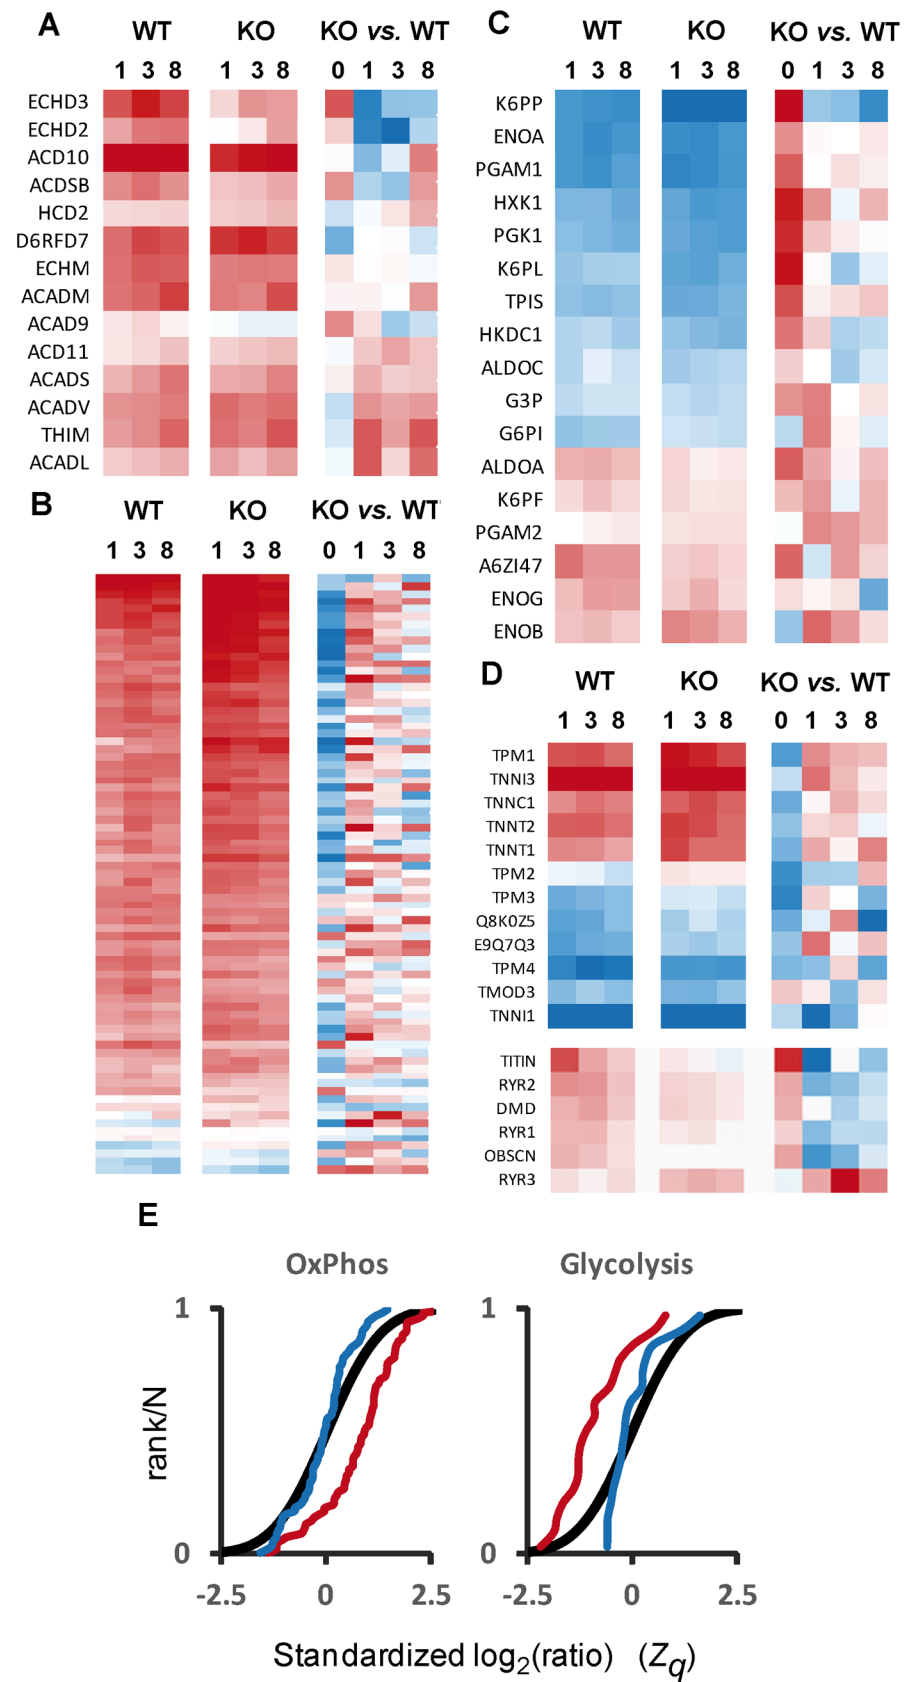 A
WT KO KO vs. WT
1 3 8 1 3 8 0 1 3 8
ECHD3
ECHD2
ACD10
ACDSB
HCD2
D6RFD7
ECHM
ACADM
ACAD9
ACD11
ACADS
ACADV
THIM
ACADL
B
WT KO KO vs. WT
1 3 8 1 3 8 0 1 3 8
C
WT KO KO vs. WT
1 3 8 1 3 8 0 1 3 8
K6PP
ENOA
PGAM1
HXK1
PGK1
K6PL
TPIS
HKDC1
ALDOC
G3P
G6PI
ALDOA
K6PF
PGAM2
A6ZI47
ENOG
ENOB
D
WT KO KO vs. WT
1 3 8 1 3 8 0 1 3 8
TPM1
TNNI3
TNNC1
TNNT2
TNNT1
TPM2
TPM3
Q8K0Z5
E9Q7Q3
TPM4
TMOD3
TNNI1
TITIN
RYR2
DMD
RYR1
OBSCN
RYR3
E
OxPhos Glycolysis
1 1
rank/N
0 0
-2.5 0 2.5 -2.5 0 2.5
Standardized log2(ratio) (Zq)